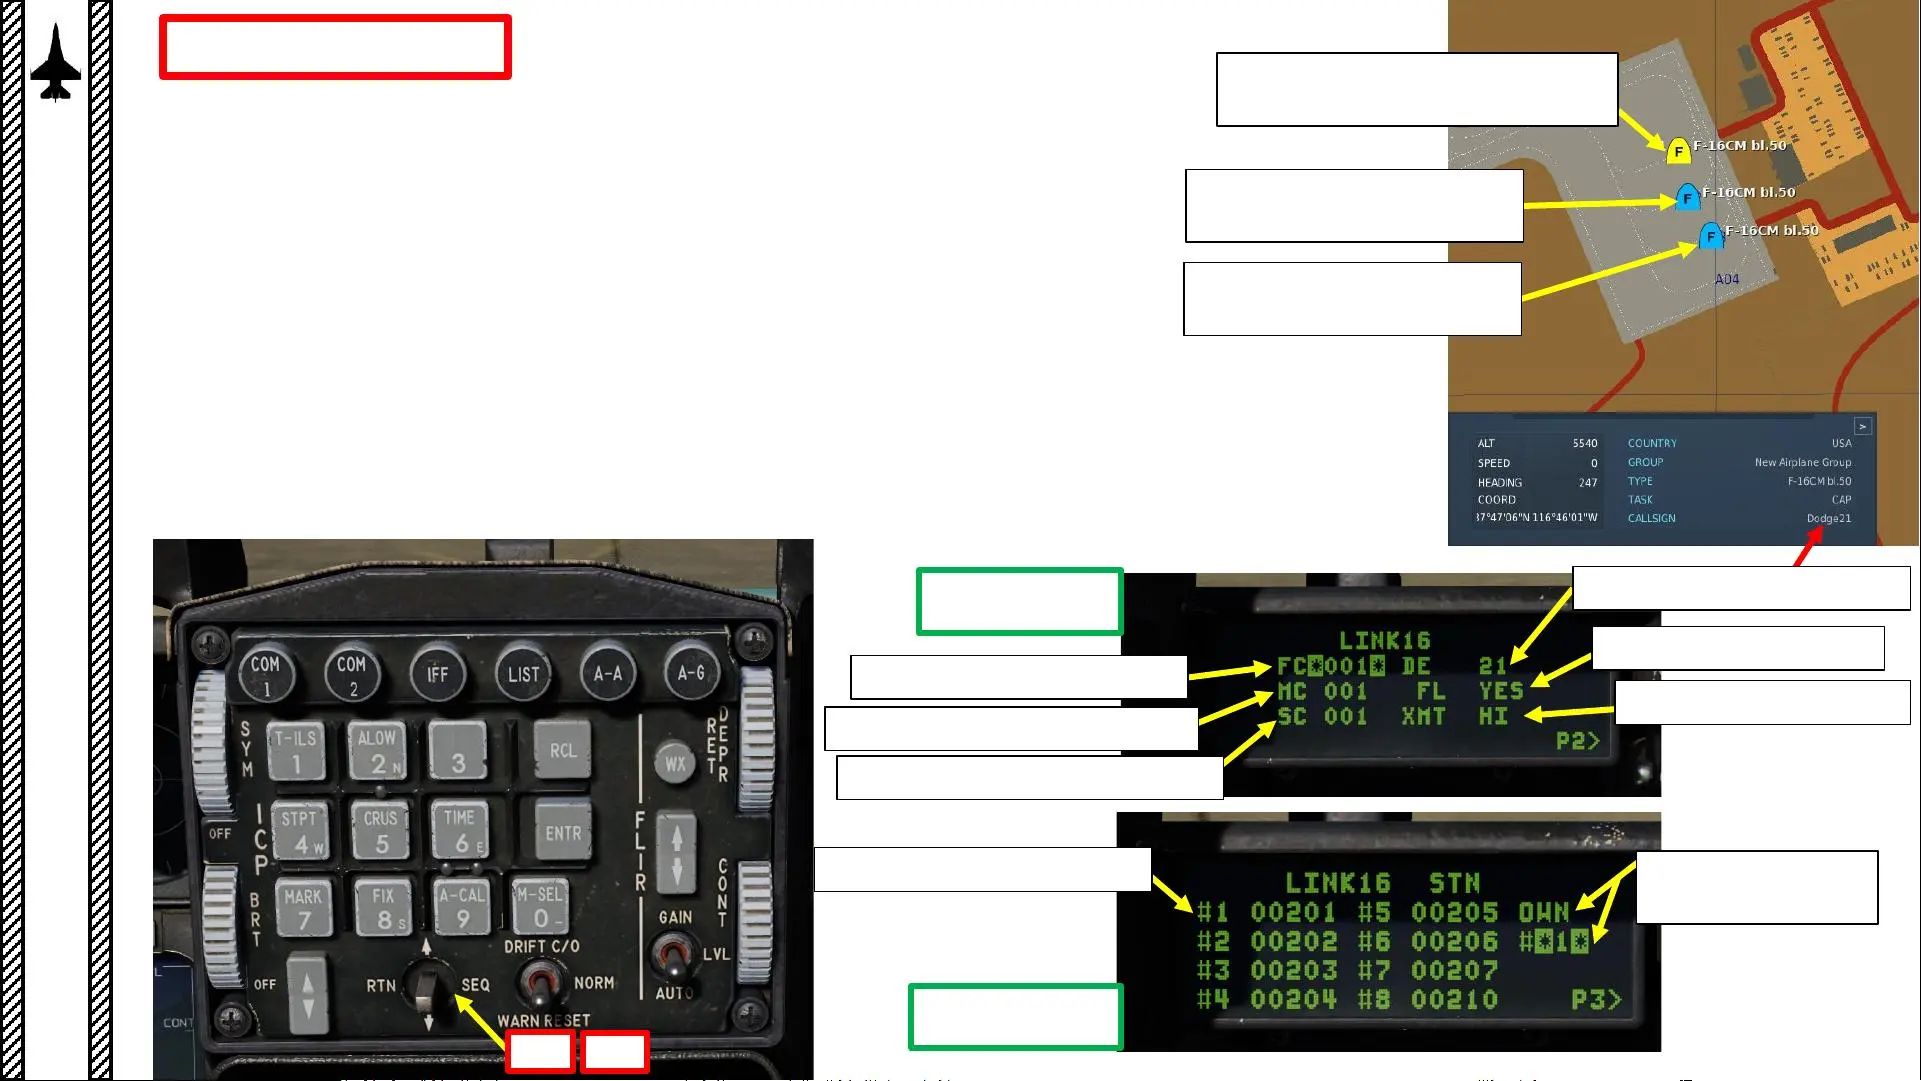 F F-16CM bl.50
F F-16CM bl.50
F F-16CM bl.50
A04
>
ALT 5540 COUNTRY USA
SPEED 0 GROUP New Airplane Group
HEADING 247 TYPE F-16CM bl.50
COORD TASK CAP
37°47'06"N 116°46'01"W CALLSIGN Dodge21
COM 1
COM 2
IFF
LIST
A-A
A-G
SYM
RET
DEPR
T-ILS 1
ALOW 2 N
3
RCL
WX
ICP
STPT 4 W
CRUS 5
TIME 6 E
ENTR
FLIR
OFF
BRT
MARK 7
FIX 8 S
A-CAL 9
M-SEL 0 -
CONT
GAIN
LVL
AUTO
DRIFT C/O
NORM
WARN RESET
OFF
RTN
SEQ
CONT
LINK16
FC*001* DE 21
MC 001 FL YES
SC 001 XMT HI
P2>
LINK16 STN
#1 00201 #5 00205 OWN
#2 00202 #6 00206 #*1*
#3 00203 #7 00207
#4 00204 #8 00210 P3>